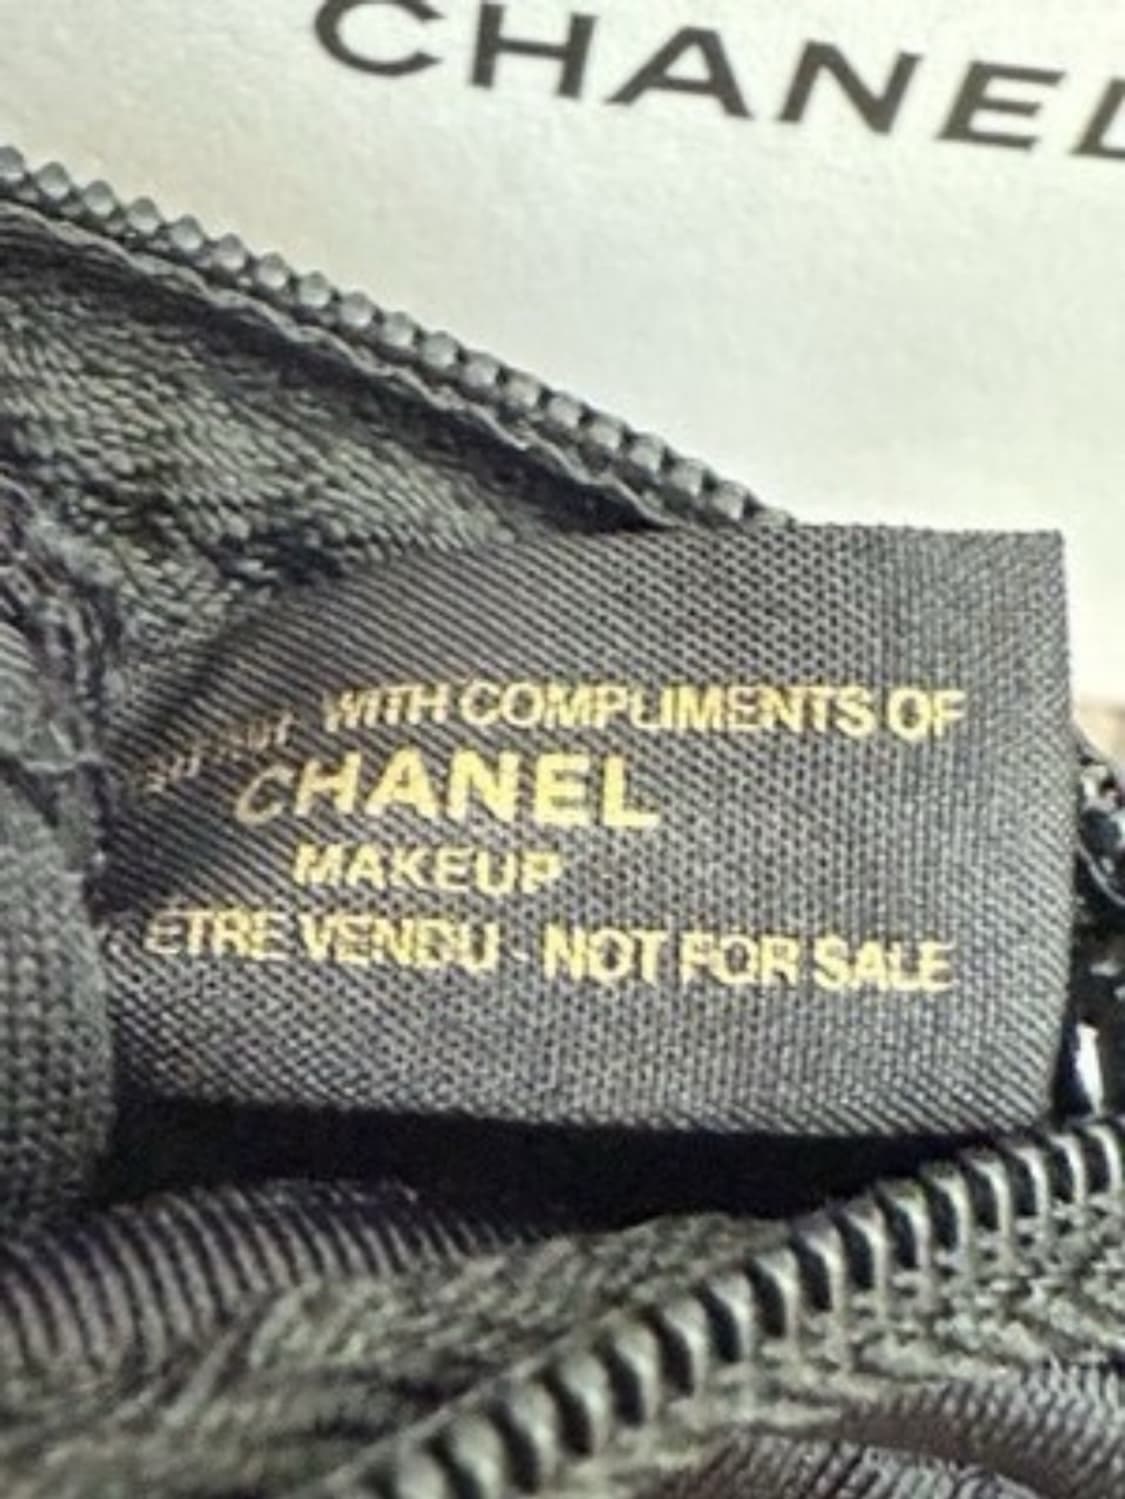 CHANEL
WITH COMPLIMENTS OF
CHANEL
MAKEUP
ETRE VENDU - NOT FOR SALE